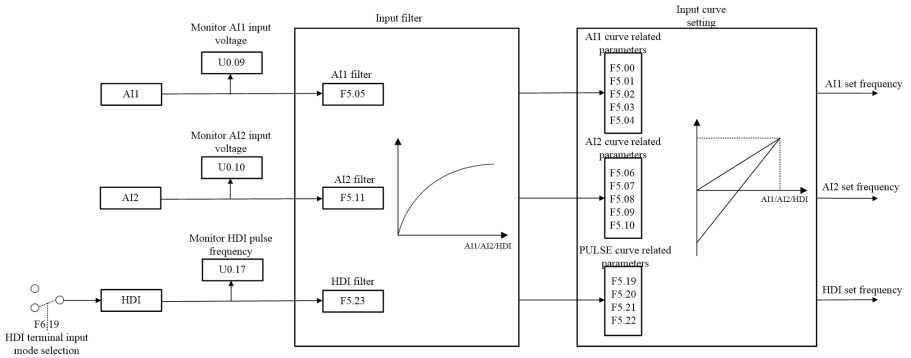 Input filter
Input curve
setting
Monitor AI1 input
voltage
U0.09
AI1
AI1 filter
F5.05
AI1 curve related
parameters
F5.00
F5.01
F5.02
F5.03
F5.04
AI1 set frequency
Monitor AI2 input
voltage
U0.10
AI2
AI2 filter
F5.11
AI1/AI2/HDI
AI2 curve related
parameters
F5.06
F5.07
F5.08
F5.09
F5.10
AI1/AI2/HDI
AI2 set frequency
Monitor HDI pulse
frequency
U0.17
HDI
HDI filter
F5.23
PULSE curve related
parameters
F5.19
F5.20
F5.21
F5.22
HDI set frequency
F6.19
HDI terminal input
mode selection